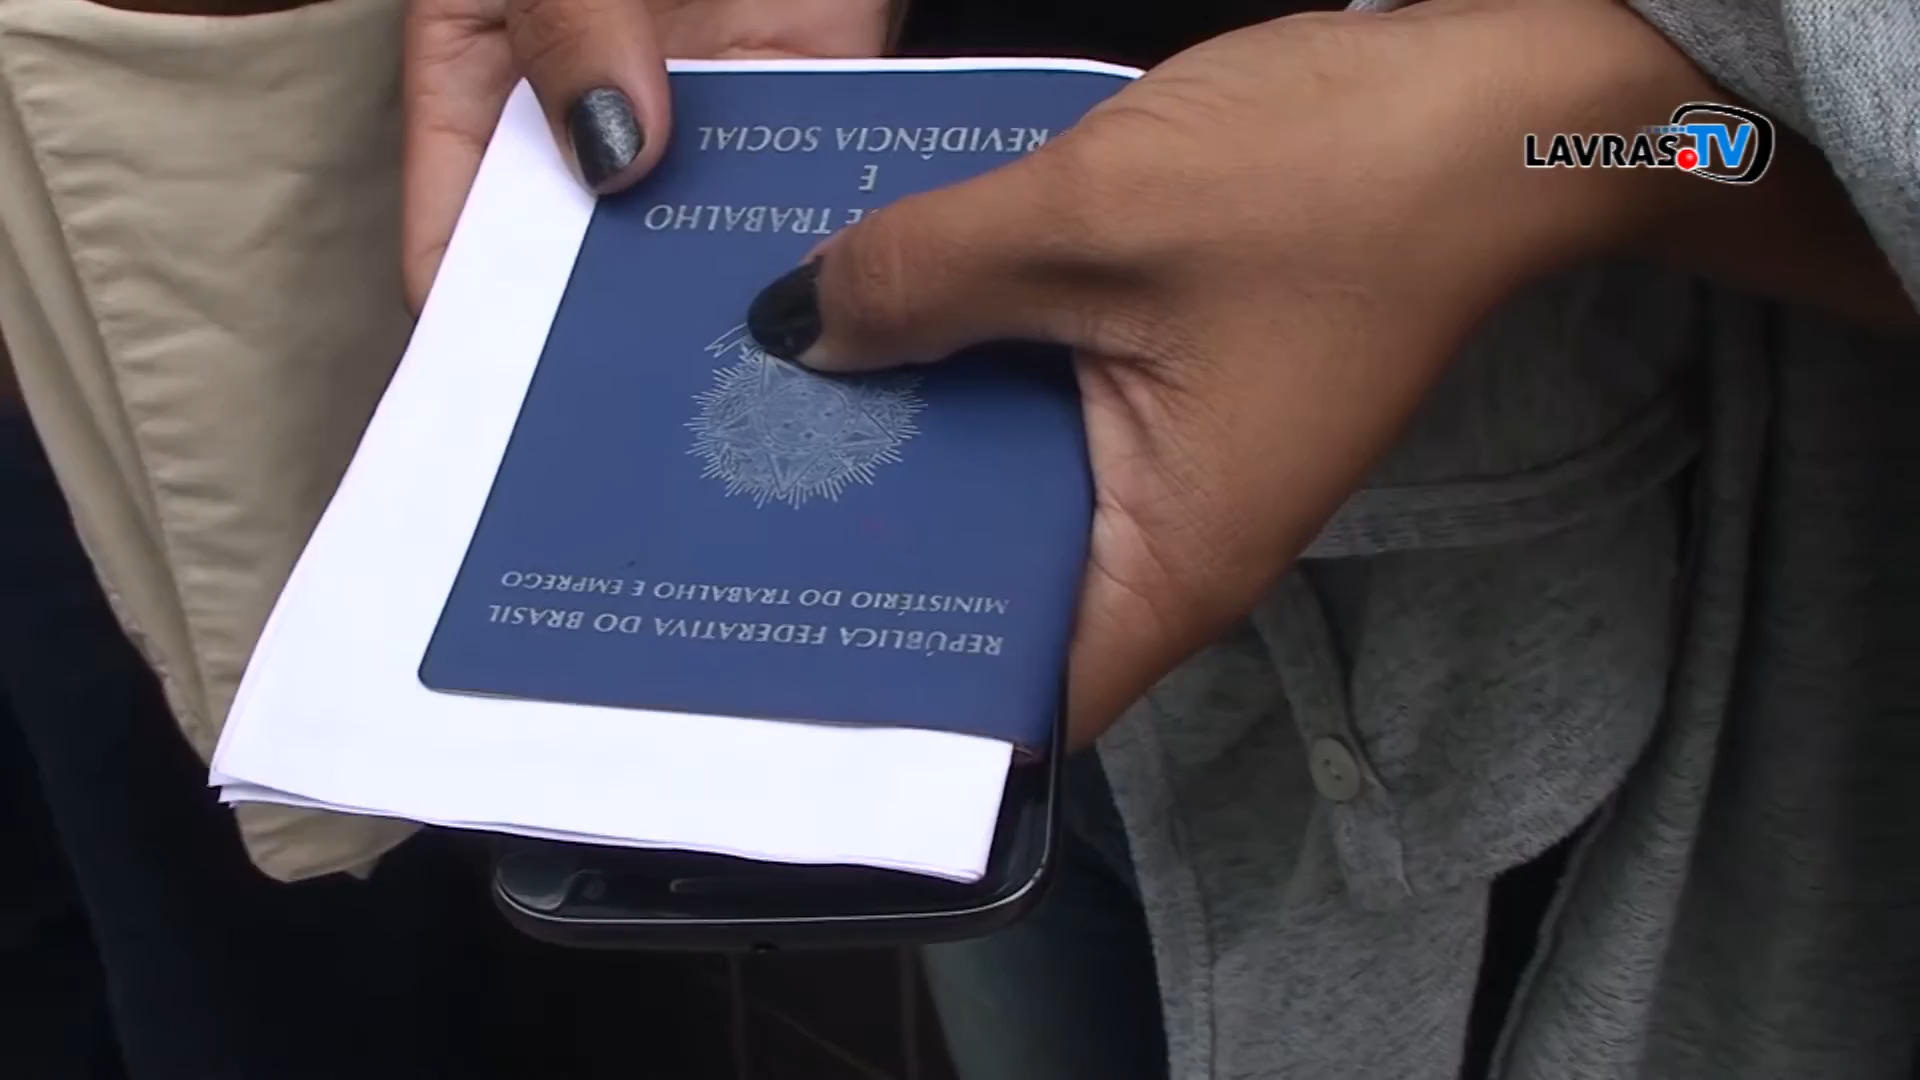 LAVRAS.TV
REPÚBLICA FEDERATIVA DO BRASIL
MINISTÉRIO DO TRABALHO E EMPREGO
E TRABALHO
E
REVIDÊNCIA SOCIAL